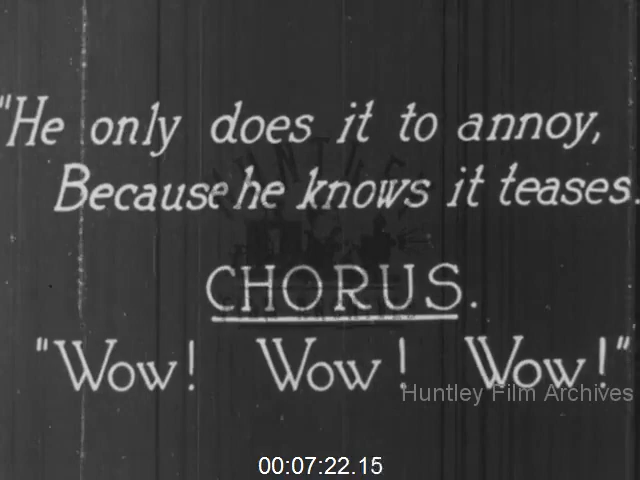 "He only does it to annoy,
Because he knows it teases.
CHORUS.
"Wow! Wow! Wow!"
Huntley Film Archives
00:07:22.15